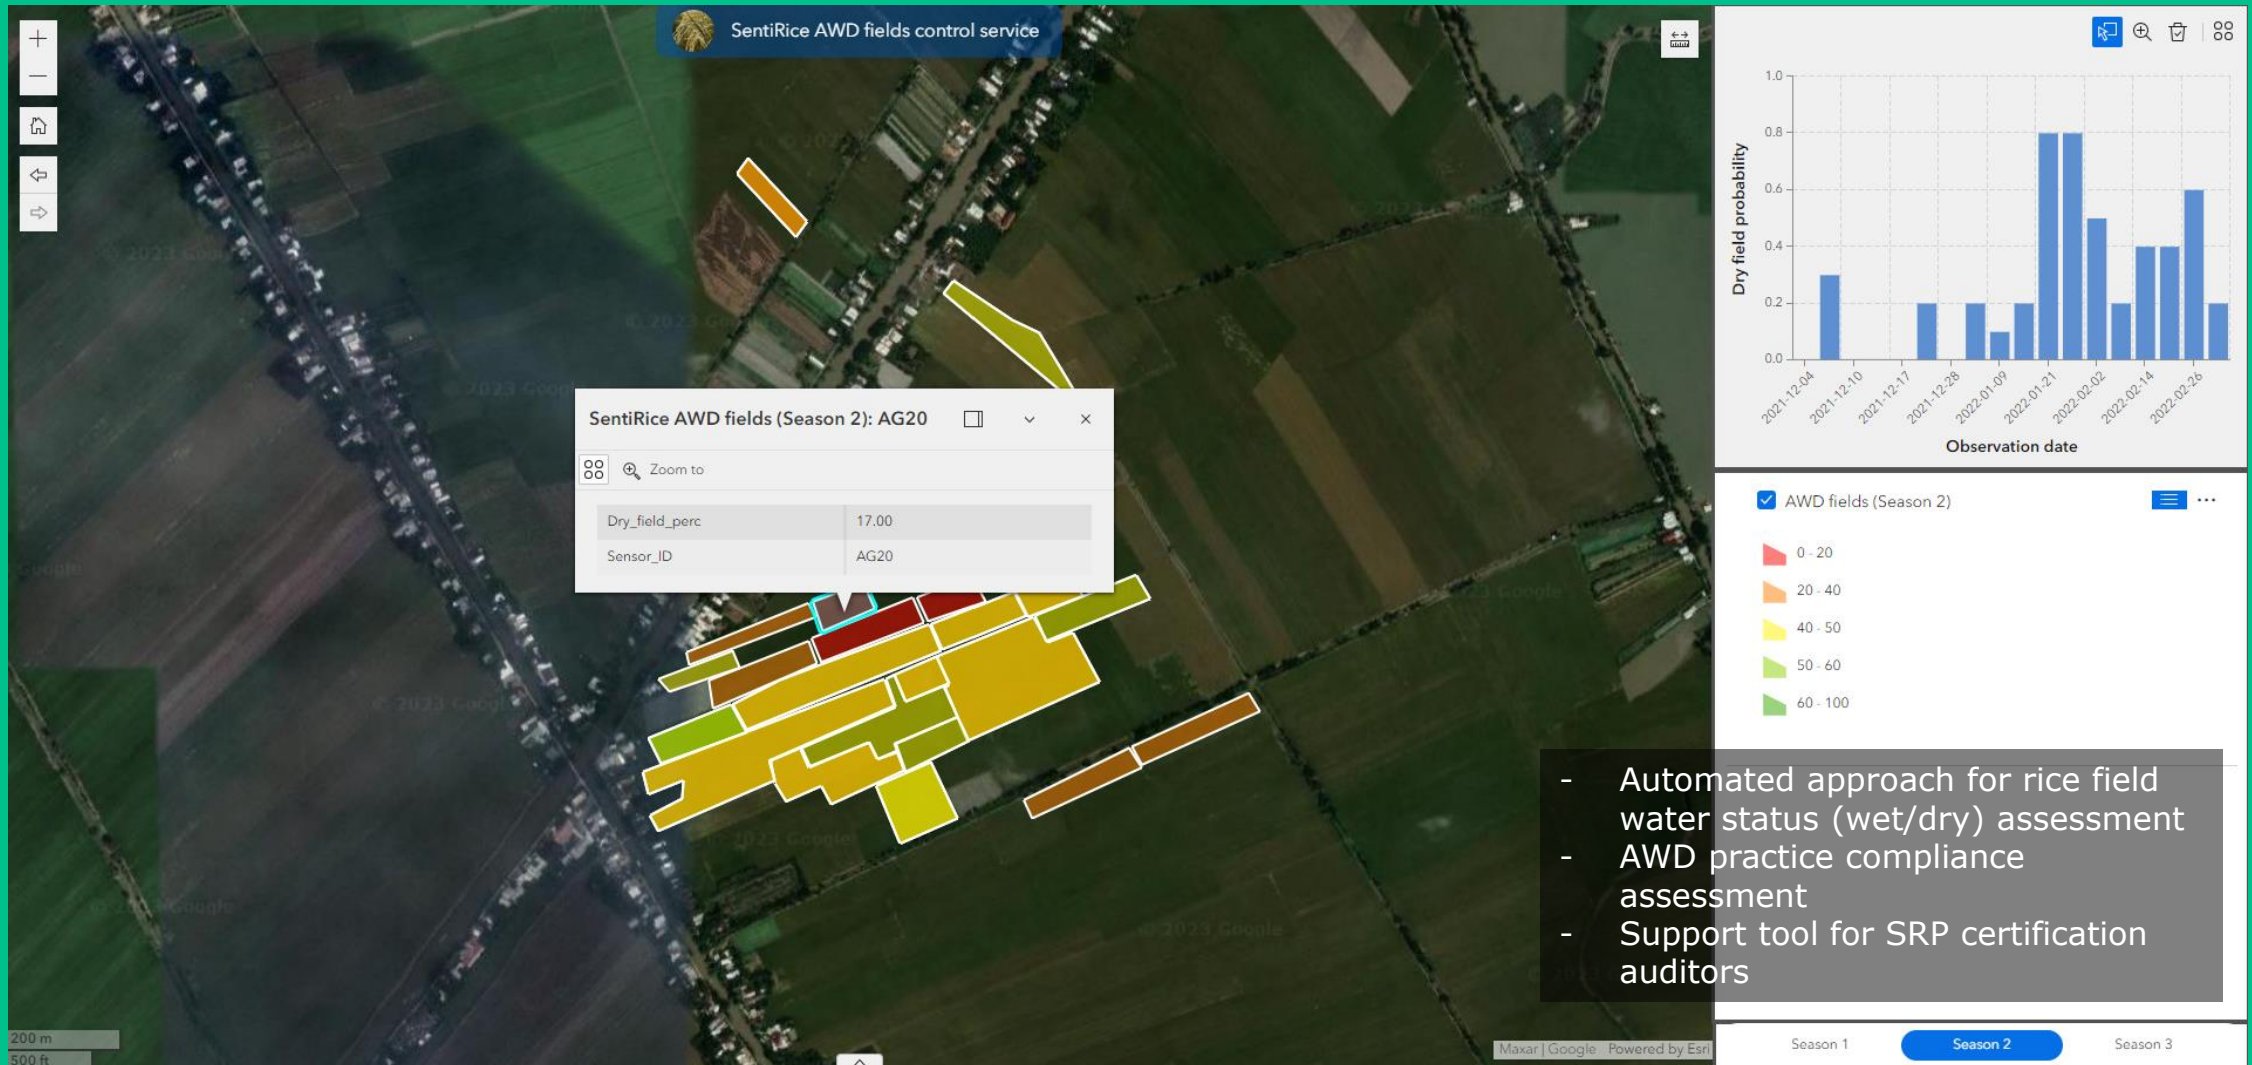 SentiRice AWD fields control service
SentiRice AWD fields (Season 2): AG20
Zoom to
Dry_field_perc 17.00
Sensor_ID AG20
200 m
500 ft
Maxar | Google Powered by Esri
1.0
0.8
0.6
0.4
0.2
0.0
Dry field probability
2021-12-04 2021-12-10 2021-12-17 2021-12-28 2022-01-09 2022-01-21 2022-02-02 2022-02-14 2022-02-26
Observation date
AWD fields (Season 2)
0 - 20
20 - 40
40 - 50
50 - 60
60 - 100
- Automated approach for rice field
water status (wet/dry) assessment
- AWD practice compliance
assessment
- Support tool for SRP certification
auditors
Season 1 Season 2 Season 3
© 2023 Google